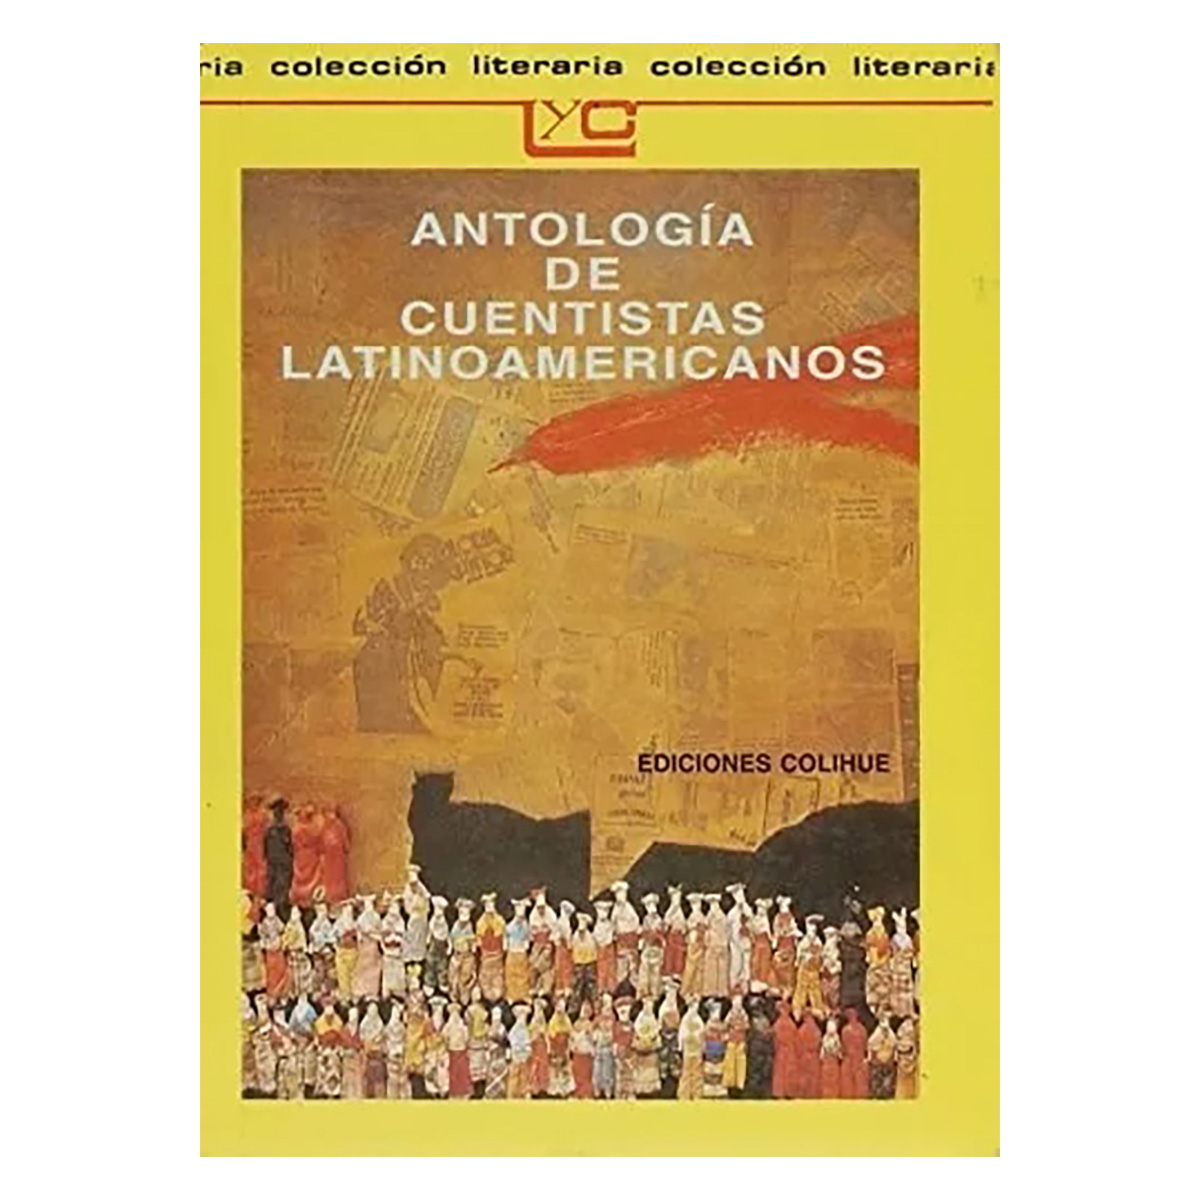 ria colección literaria colección literaria
LyC
ANTOLOGÍA
DE
CUENTISTAS
LATINOAMERICANOS
EDICIONES COLIHUE